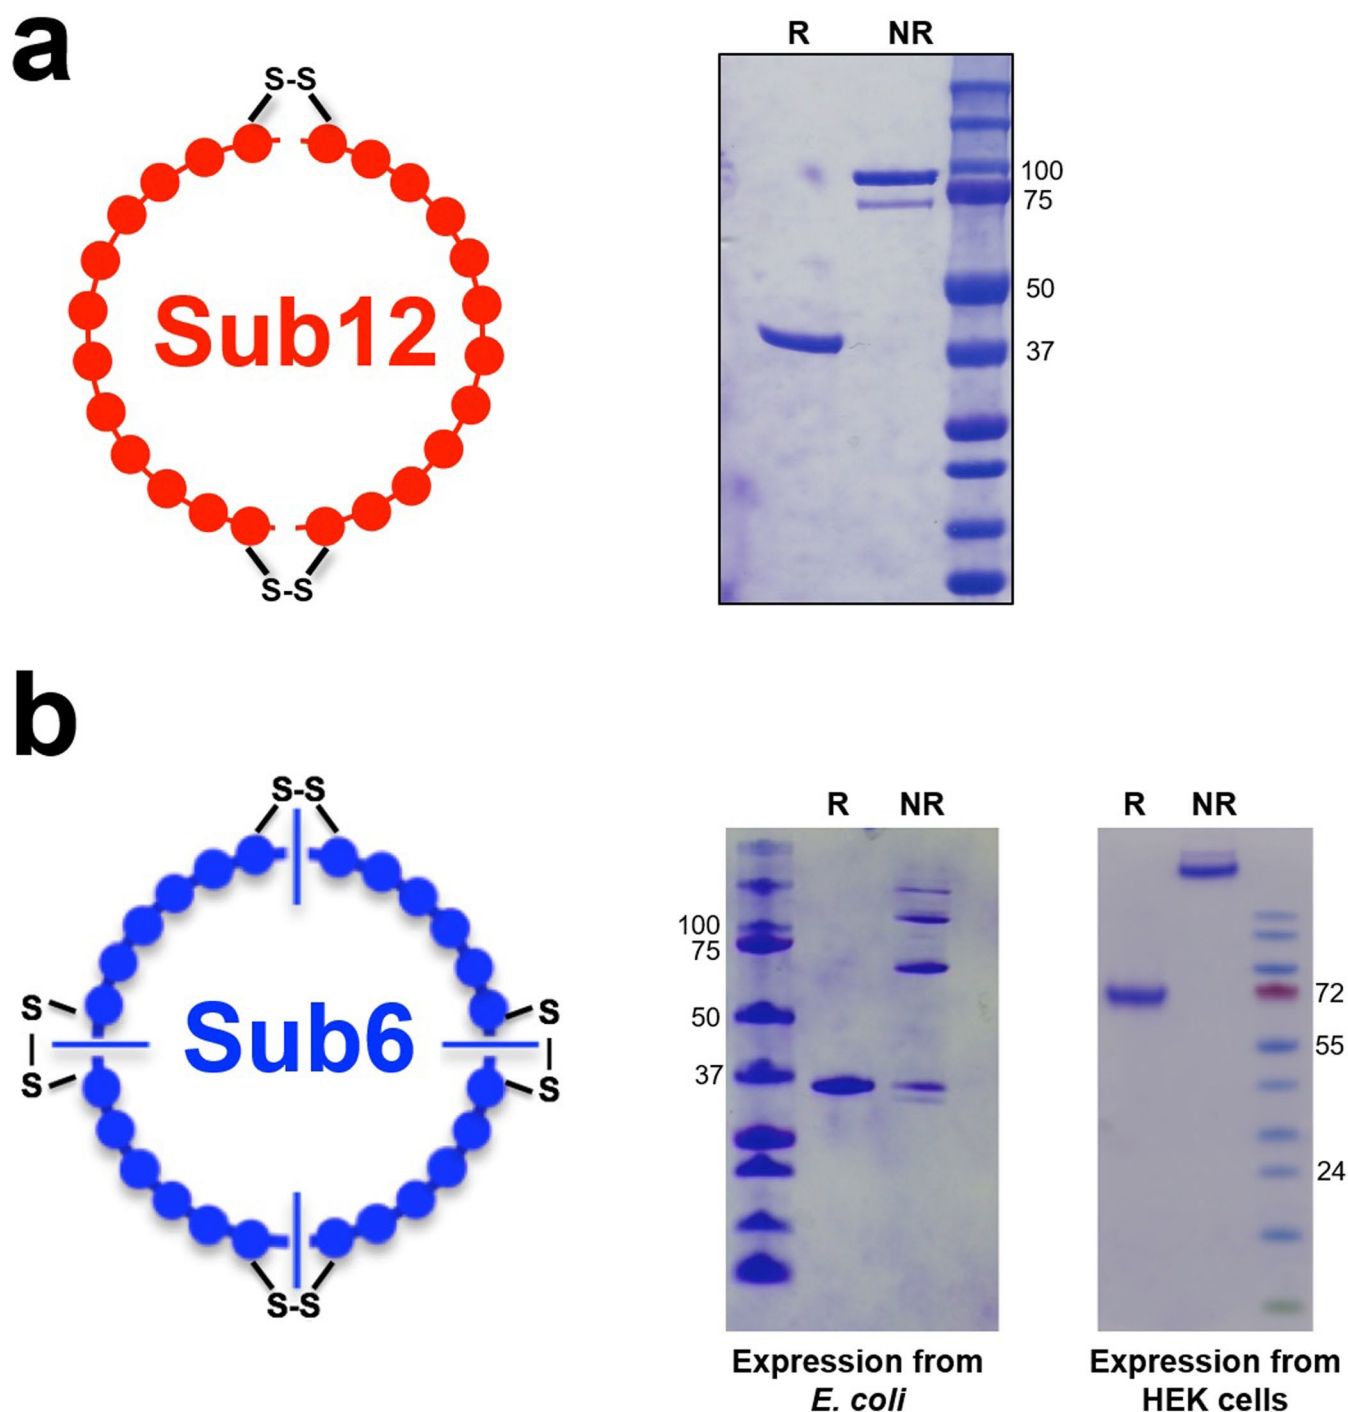 a
S-S
Sub12
S-S
R NR
100
75
50
37
b
S-S
S S
Sub6
S S
S-S
R NR
100
75
50
37
Expression from
E. coli
R NR
72
55
24
Expression from
HEK cells